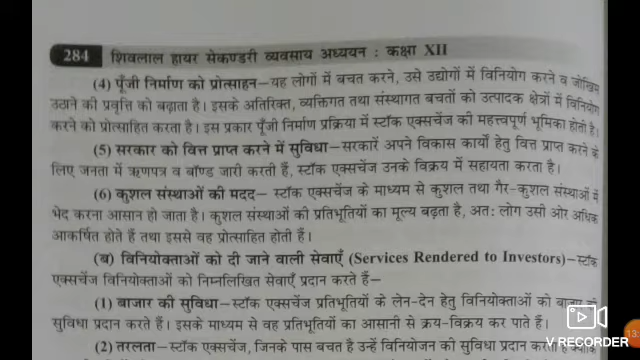 284 शिवलाल हायर सेकण्डरी व्यवसाय अध्ययन : कक्षा XII
(4) पूँजी निर्माण को प्रोत्साहन–यह लोगों में बचत करने, उसे उद्योगों में विनियोग करने व जोखिम
उठाने की प्रवृत्ति को बढ़ाता है। इसके अतिरिक्त, व्यक्तिगत तथा संस्थागत बचतों को उत्पादक क्षेत्रों में विनियोग
करने को प्रोत्साहित करता है। इस प्रकार पूँजी निर्माण प्रक्रिया में स्टॉक एक्सचेंज की महत्त्वपूर्ण भूमिका होती है।
(5) सरकार को वित्त प्राप्त करने में सुविधा–सरकारें अपने विकास कार्यों हेतु वित्त प्राप्त करने के
लिए जनता में ऋणपत्र व बॉण्ड जारी करती हैं, स्टॉक एक्सचेंज उनके विक्रय में सहायता करता है।
(6) कुशल संस्थाओं की मदद– स्टॉक एक्सचेंज के माध्यम से कुशल तथा गैर-कुशल संस्थाओं में
भेद करना आसान हो जाता है। कुशल संस्थाओं की प्रतिभूतियों का मूल्य बढ़ता है, अत: लोग उसी ओर अधिक
आकर्षित होते हैं तथा इससे वह प्रोत्साहित होती हैं।
(ब) विनियोक्ताओं को दी जाने वाली सेवाएँ (Services Rendered to Investors)–स्टॉक
एक्सचेंज विनियोक्ताओं को निम्नलिखित सेवाएँ प्रदान करते हैं–
(1) बाजार की सुविधा– स्टॉक एक्सचेंज प्रतिभूतियों के लेन-देन हेतु विनियोक्ताओं को बाजार
सुविधा प्रदान करते हैं। इसके माध्यम से वह प्रतिभूतियों का आसानी से क्रय-विक्रय कर पाते हैं।
(2) तरलता–स्टॉक एक्सचेंज, जिनके पास बचत है उन्हें विनियोजन की सुविधा प्रदान
13:
V RECORDER